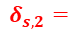 δs,2 =